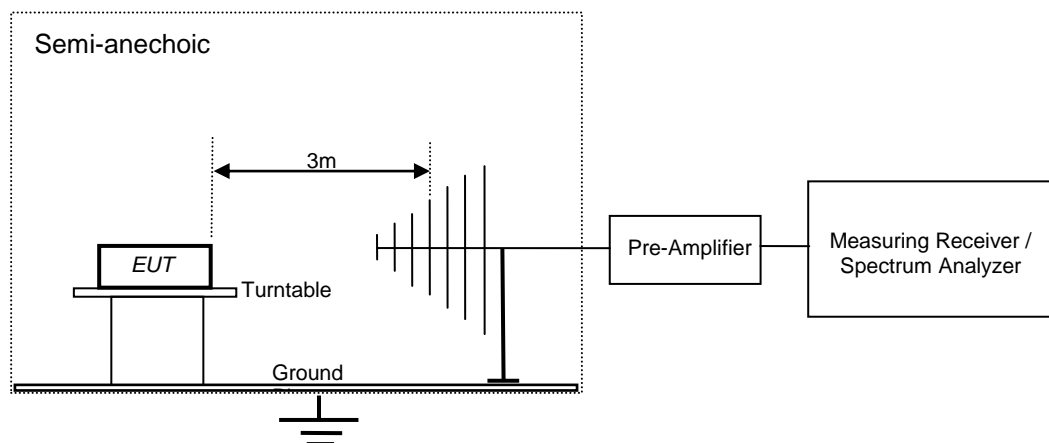 Semi-anechoic
3m
EUT
Turntable
Pre-Amplifier
Measuring Receiver /
Spectrum Analyzer
Ground